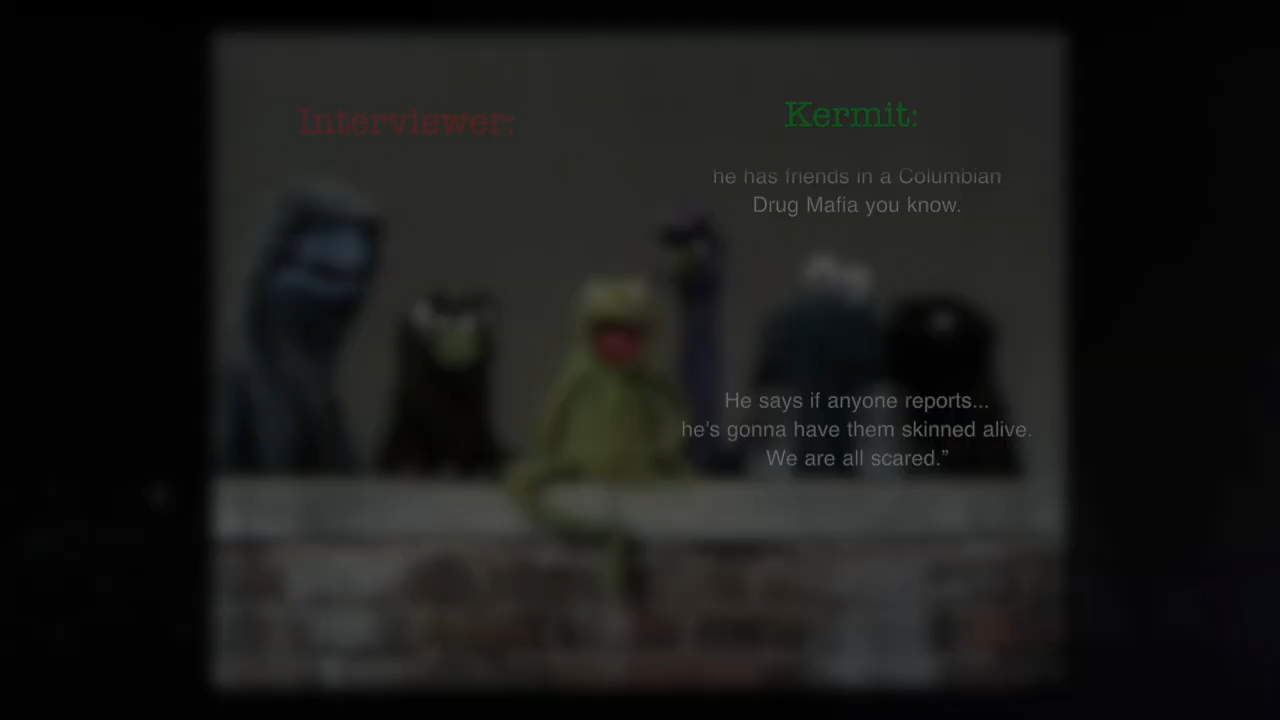 Interviewer:
Kermit:
he has friends in a Columbian
Drug Mafia you know.
He says if anyone reports...
he's gonna have them skinned alive.
We are all scared.”